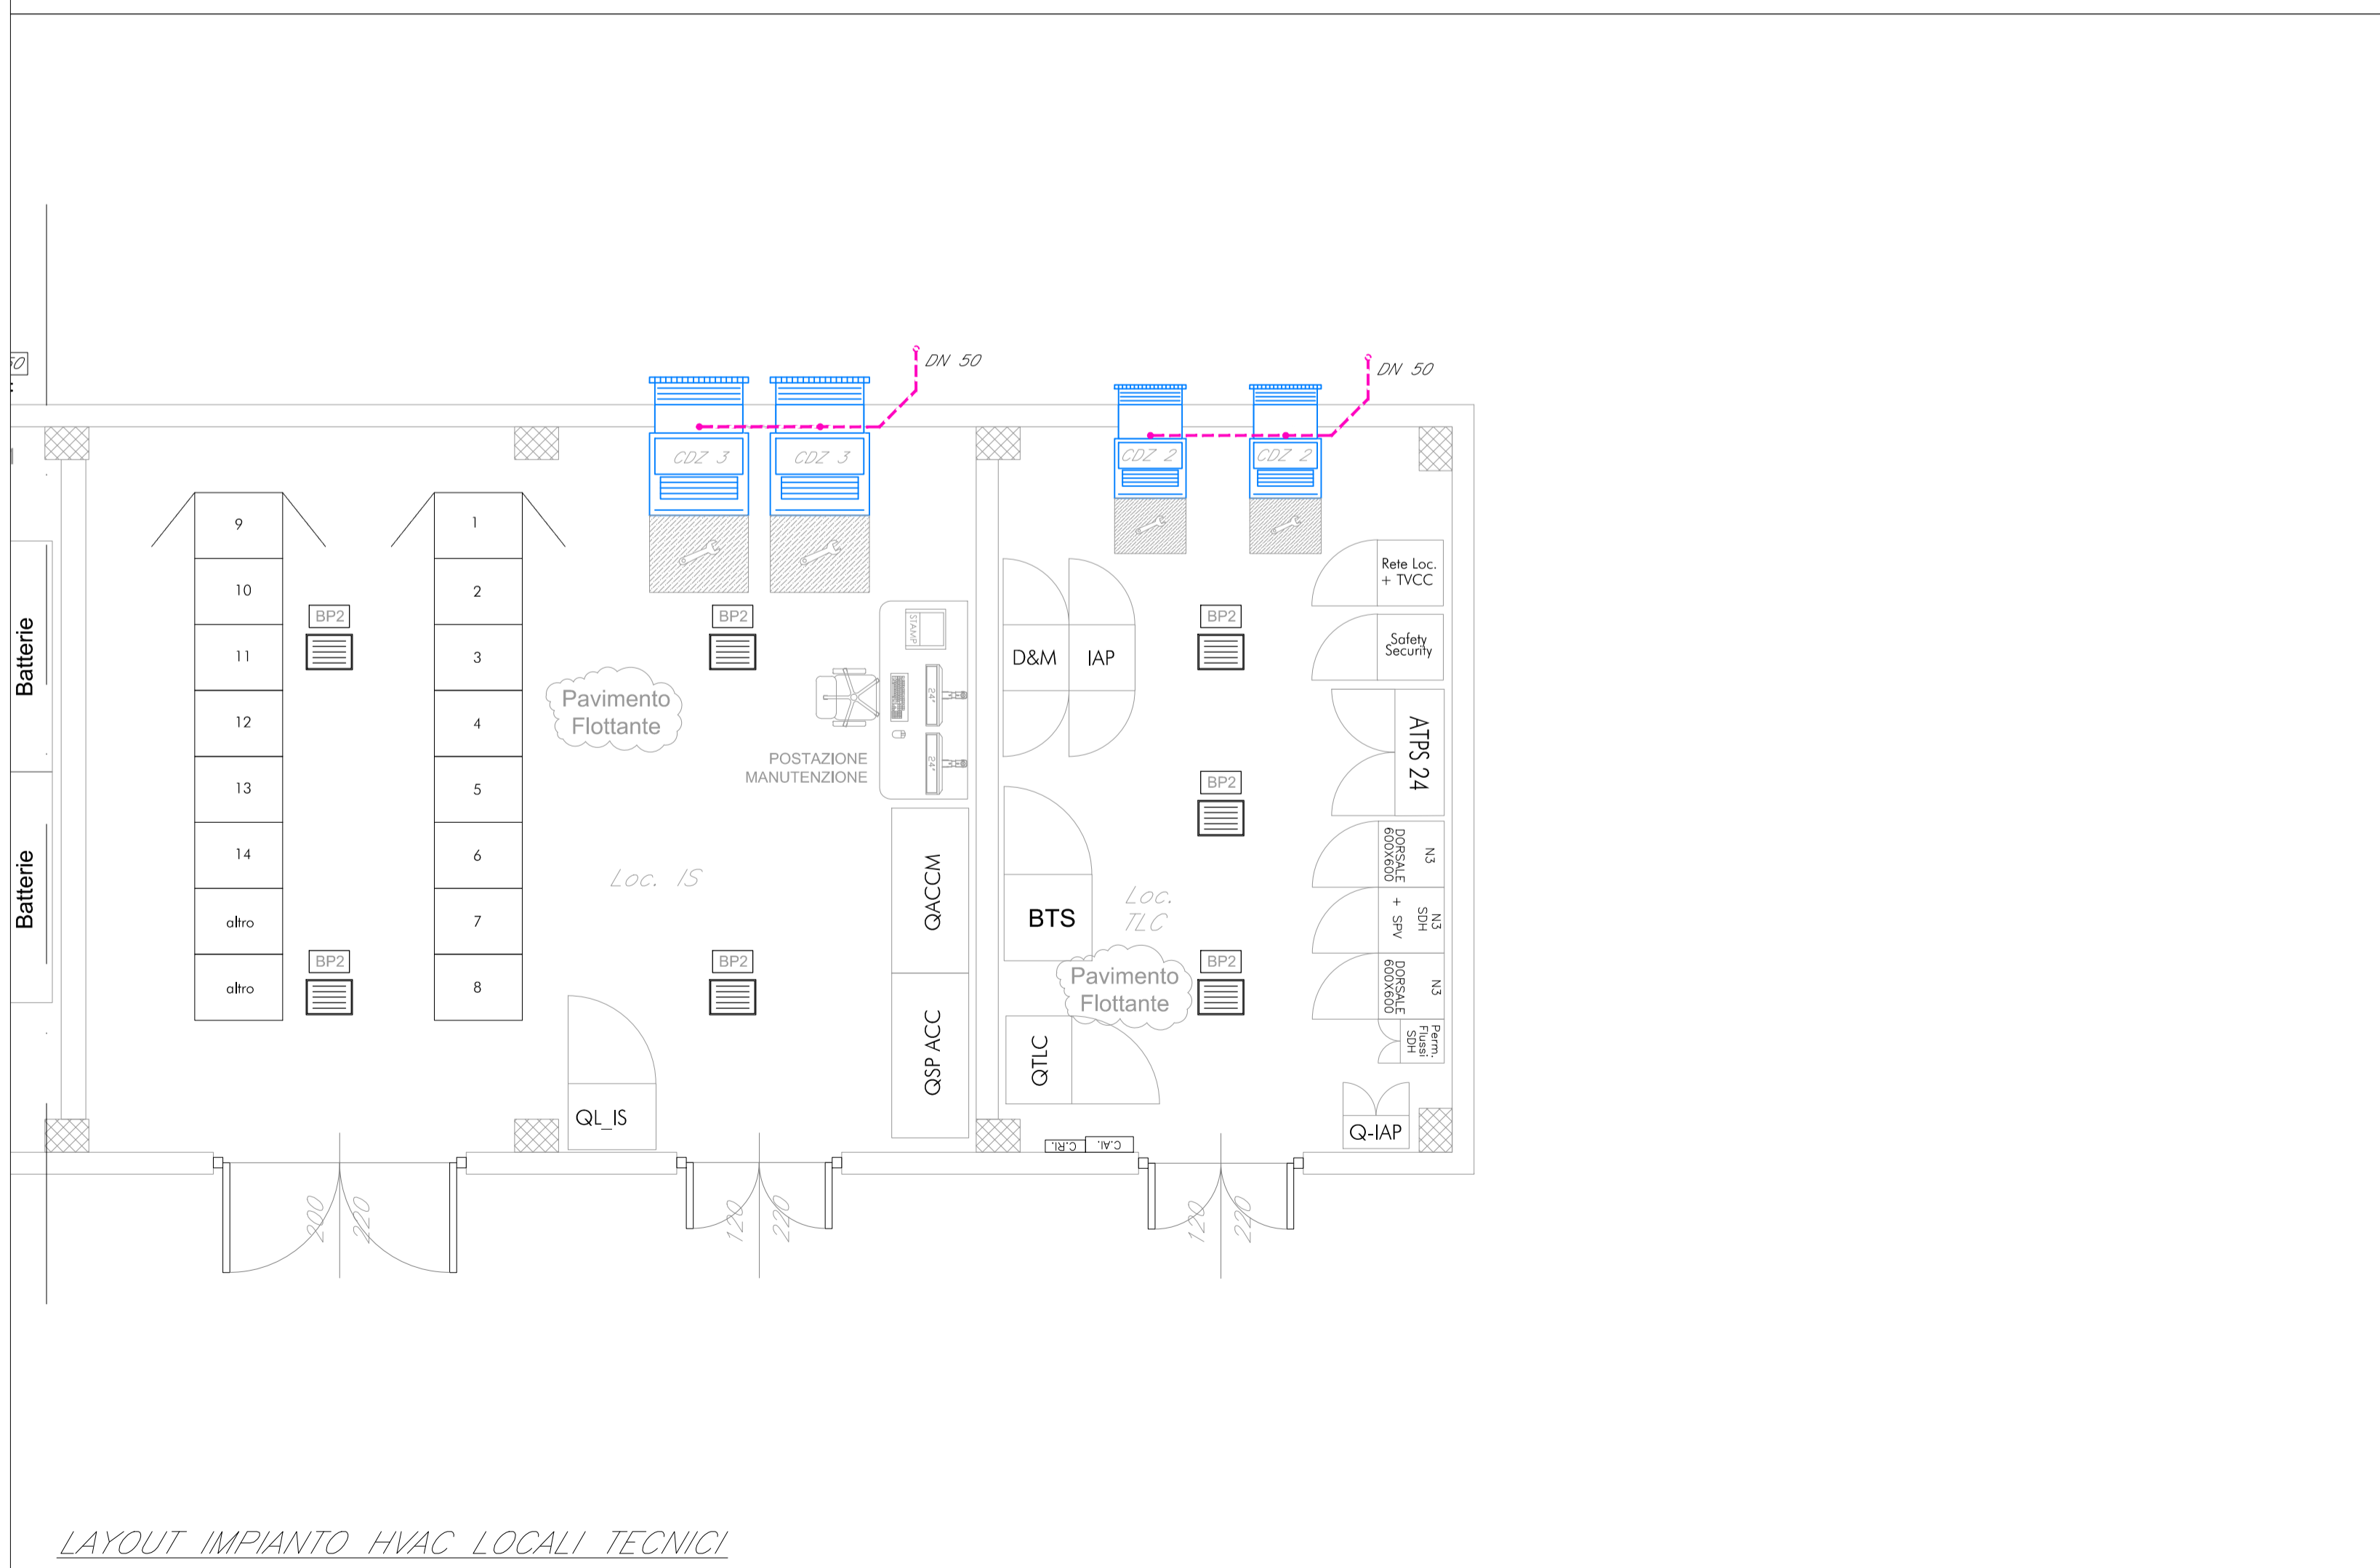 50
DN 50
DN 50
CDZ 3
CDZ 3
CDZ 2
CDZ 2
9
10
11
12
13
14
altro
altro
1
2
3
4
5
6
7
8
BP2
BP2
BP2
BP2
BP2
BP2
BP2
Batterie
Batterie
Pavimento
Flottante
STAMP
24"
24"
POSTAZIONE
MANUTENZIONE
Loc. IS
QACCM
QSP ACC
QL_IS
D&M
IAP
BTS
Loc.
TLC
Pavimento
Flottante
QTLC
C.RI.
C.AI.
Rete Loc.
+ TVCC
Safety
Security
ATPS 24
N3
DORSALE
600X600
N3
SDH
+ SPV
N3
DORSALE
600X600
Perm.
Flussi
SDH
Q-IAP
200
220
120
220
120
220
LAYOUT IMPIANTO HVAC LOCALI TECNICI